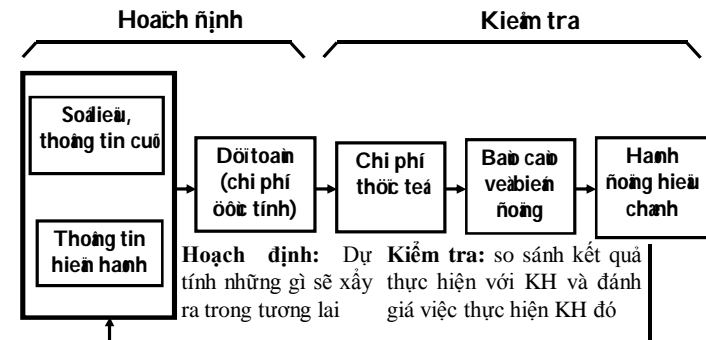 Hoaïch ñịnh
Kieåm tra
Soá lieäu,
thoâng tin cuõ
Thoâng tin
hieän haønh
Döï toaùn
(chi phí
öôùc tính)
Chi phí
thöïc teá
Baùo caùo
veà bieán
ñoäng
Haønh
ñoäng hieäu
chænh
Hoạch định: Dự
tính những gì sẽ xẩy
ra trong tương lai
Kiểm tra: so sánh kết quả
thực hiện với KH và đánh
giá việc thực hiện KH đó